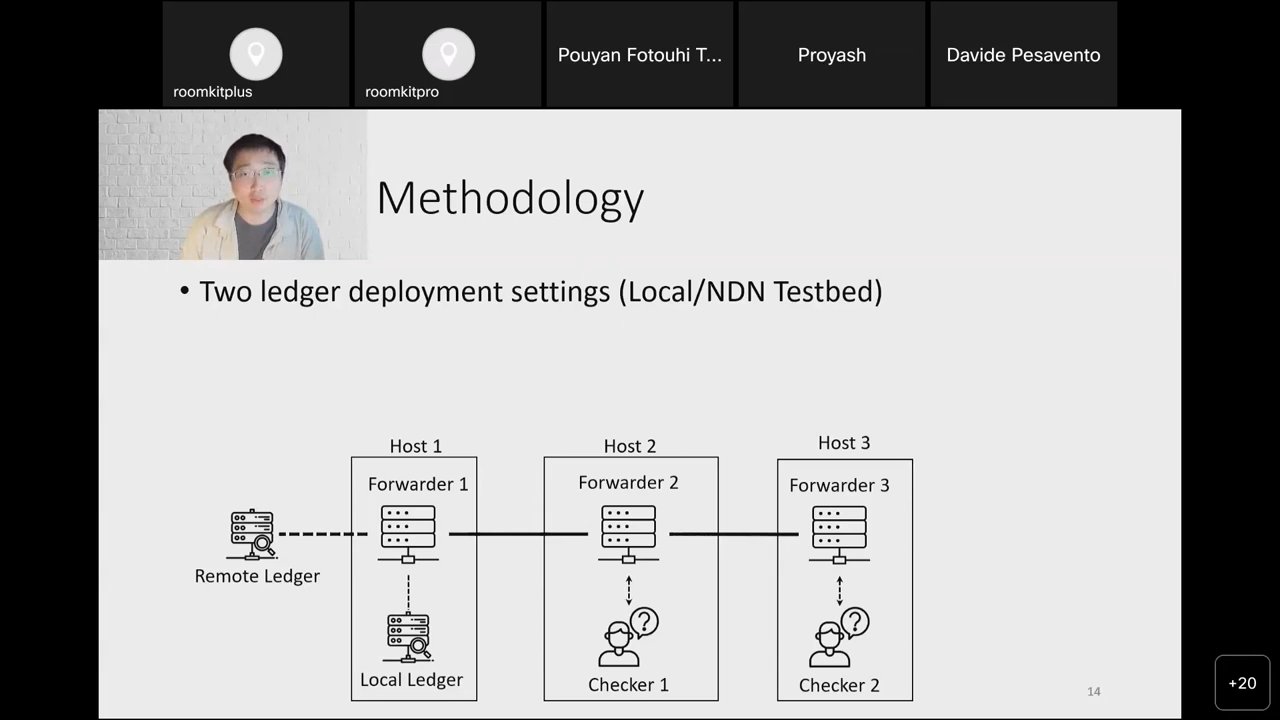 roomkitplus
roomkitpro
Pouyan Fotouhi T...
Proyash
Davide Pesavento
Methodology
• Two ledger deployment settings (Local/NDN Testbed)
Host 1
Host 2
Host 3
Forwarder 1
Forwarder 2
Forwarder 3
Remote Ledger
Local Ledger
Checker 1
Checker 2
14
+20